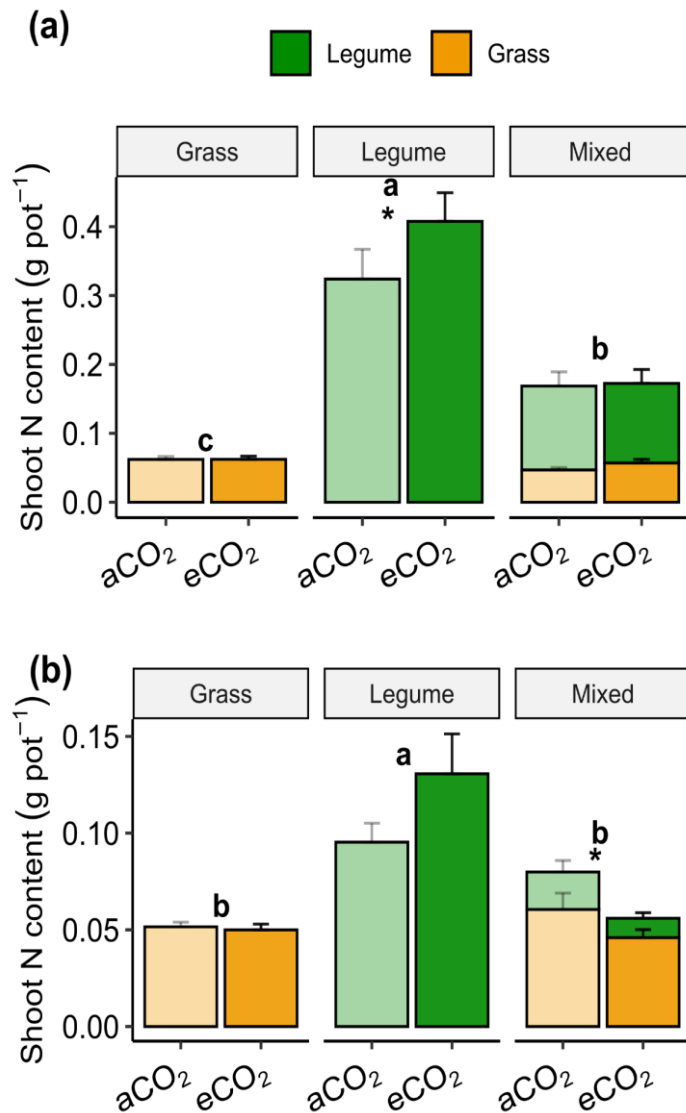 (a)
Legume Grass
Grass Legume Mixed
Shoot N content (g pot⁻¹)
0.4
0.3
0.2
0.1
0.0
c
a
*
b
aCO₂ eCO₂ aCO₂ eCO₂ aCO₂ eCO₂
(b)
Grass Legume Mixed
Shoot N content (g pot⁻¹)
0.15
0.10
0.05
0.00
b
a
b
*
aCO₂ eCO₂ aCO₂ eCO₂ aCO₂ eCO₂